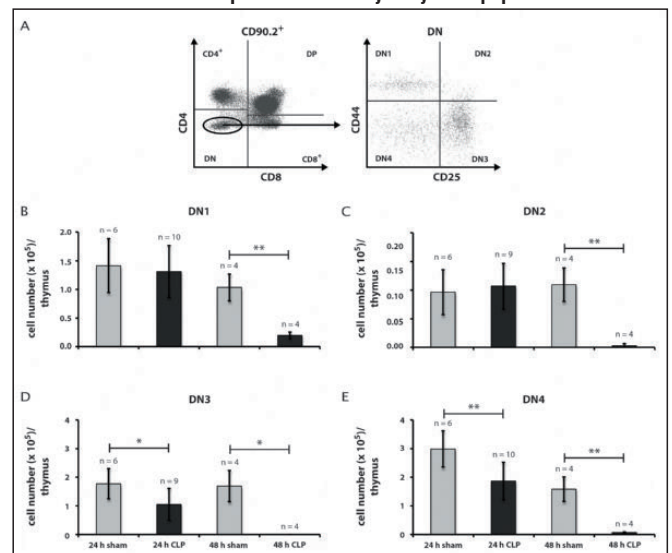 A
CD90.2⁺
DN
CD4⁺
DP
DN1
DN2
CD4
CD44
DN
CD8⁺
DN4
DN3
CD8
CD25
B
DN1
cell number (x 10⁵)/
thymus
2.0
1.5
1.0
0.5
0.0
n = 6
n = 10
n = 4
**
n = 4
C
DN2
cell number (x 10⁵)/
thymus
0.20
0.15
0.10
0.05
0.00
n = 6
n = 9
n = 4
**
n = 4
D
DN3
cell number (x 10⁵)/
thymus
4
3
2
1
0
*
n = 6
n = 9
*
n = 4
n = 4
24 h sham
24 h CLP
48 h sham
48 h CLP
E
DN4
cell number (x 10⁵)/
thymus
4
3
2
1
0
**
n = 6
n = 10
**
n = 4
n = 4
24 h sham
24 h CLP
48 h sham
48 h CLP